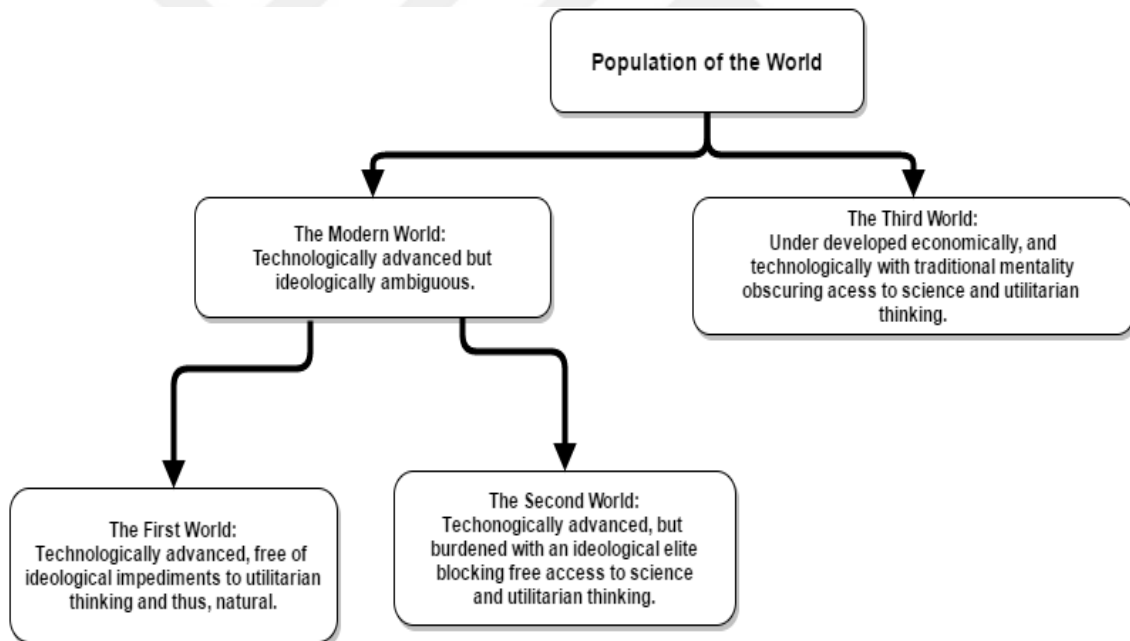 Population of the World
The Modern World:
Technologically advanced but
ideologically ambiguous.
The Third World:
Under developed economically, and
technologically with traditional mentality
obscuring acess to science and utilitarian
thinking.
The First World:
Technologically advanced, free of
ideological impediments to utilitarian
thinking and thus, natural.
The Second World:
Techonogically advanced, but
burdened with an ideological elite
blocking free access to science
and utilitarian thinking.